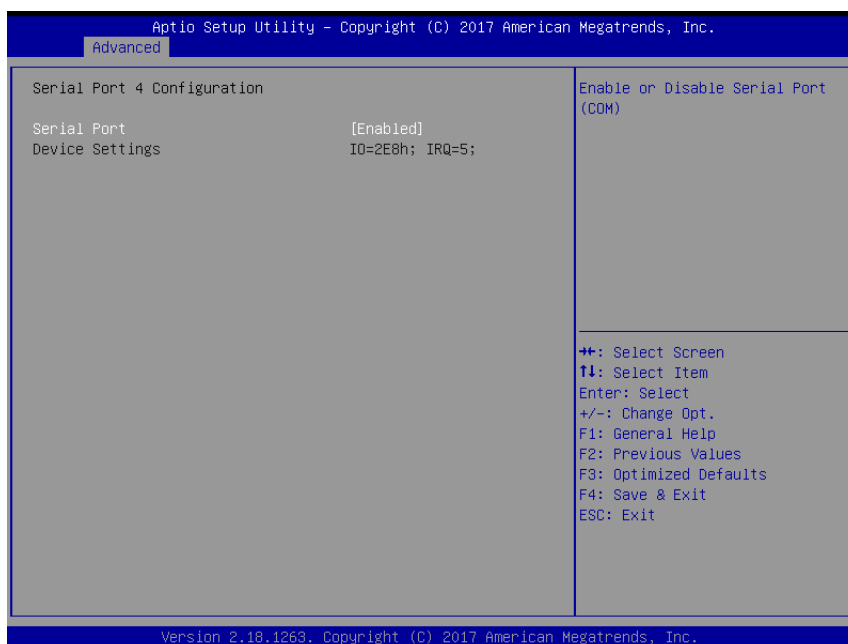 Aptio Setup Utility – Copyright (C) 2017 American Megatrends, Inc.
Advanced
Serial Port 4 Configuration
Serial Port [Enabled]
Device Settings IO=2E8h; IRQ=5;
Enable or Disable Serial Port
(COM)
→←: Select Screen
↑↓: Select Item
Enter: Select
+/-: Change Opt.
F1: General Help
F2: Previous Values
F3: Optimized Defaults
F4: Save & Exit
ESC: Exit
Version 2.18.1263. Copyright (C) 2017 American Megatrends, Inc.